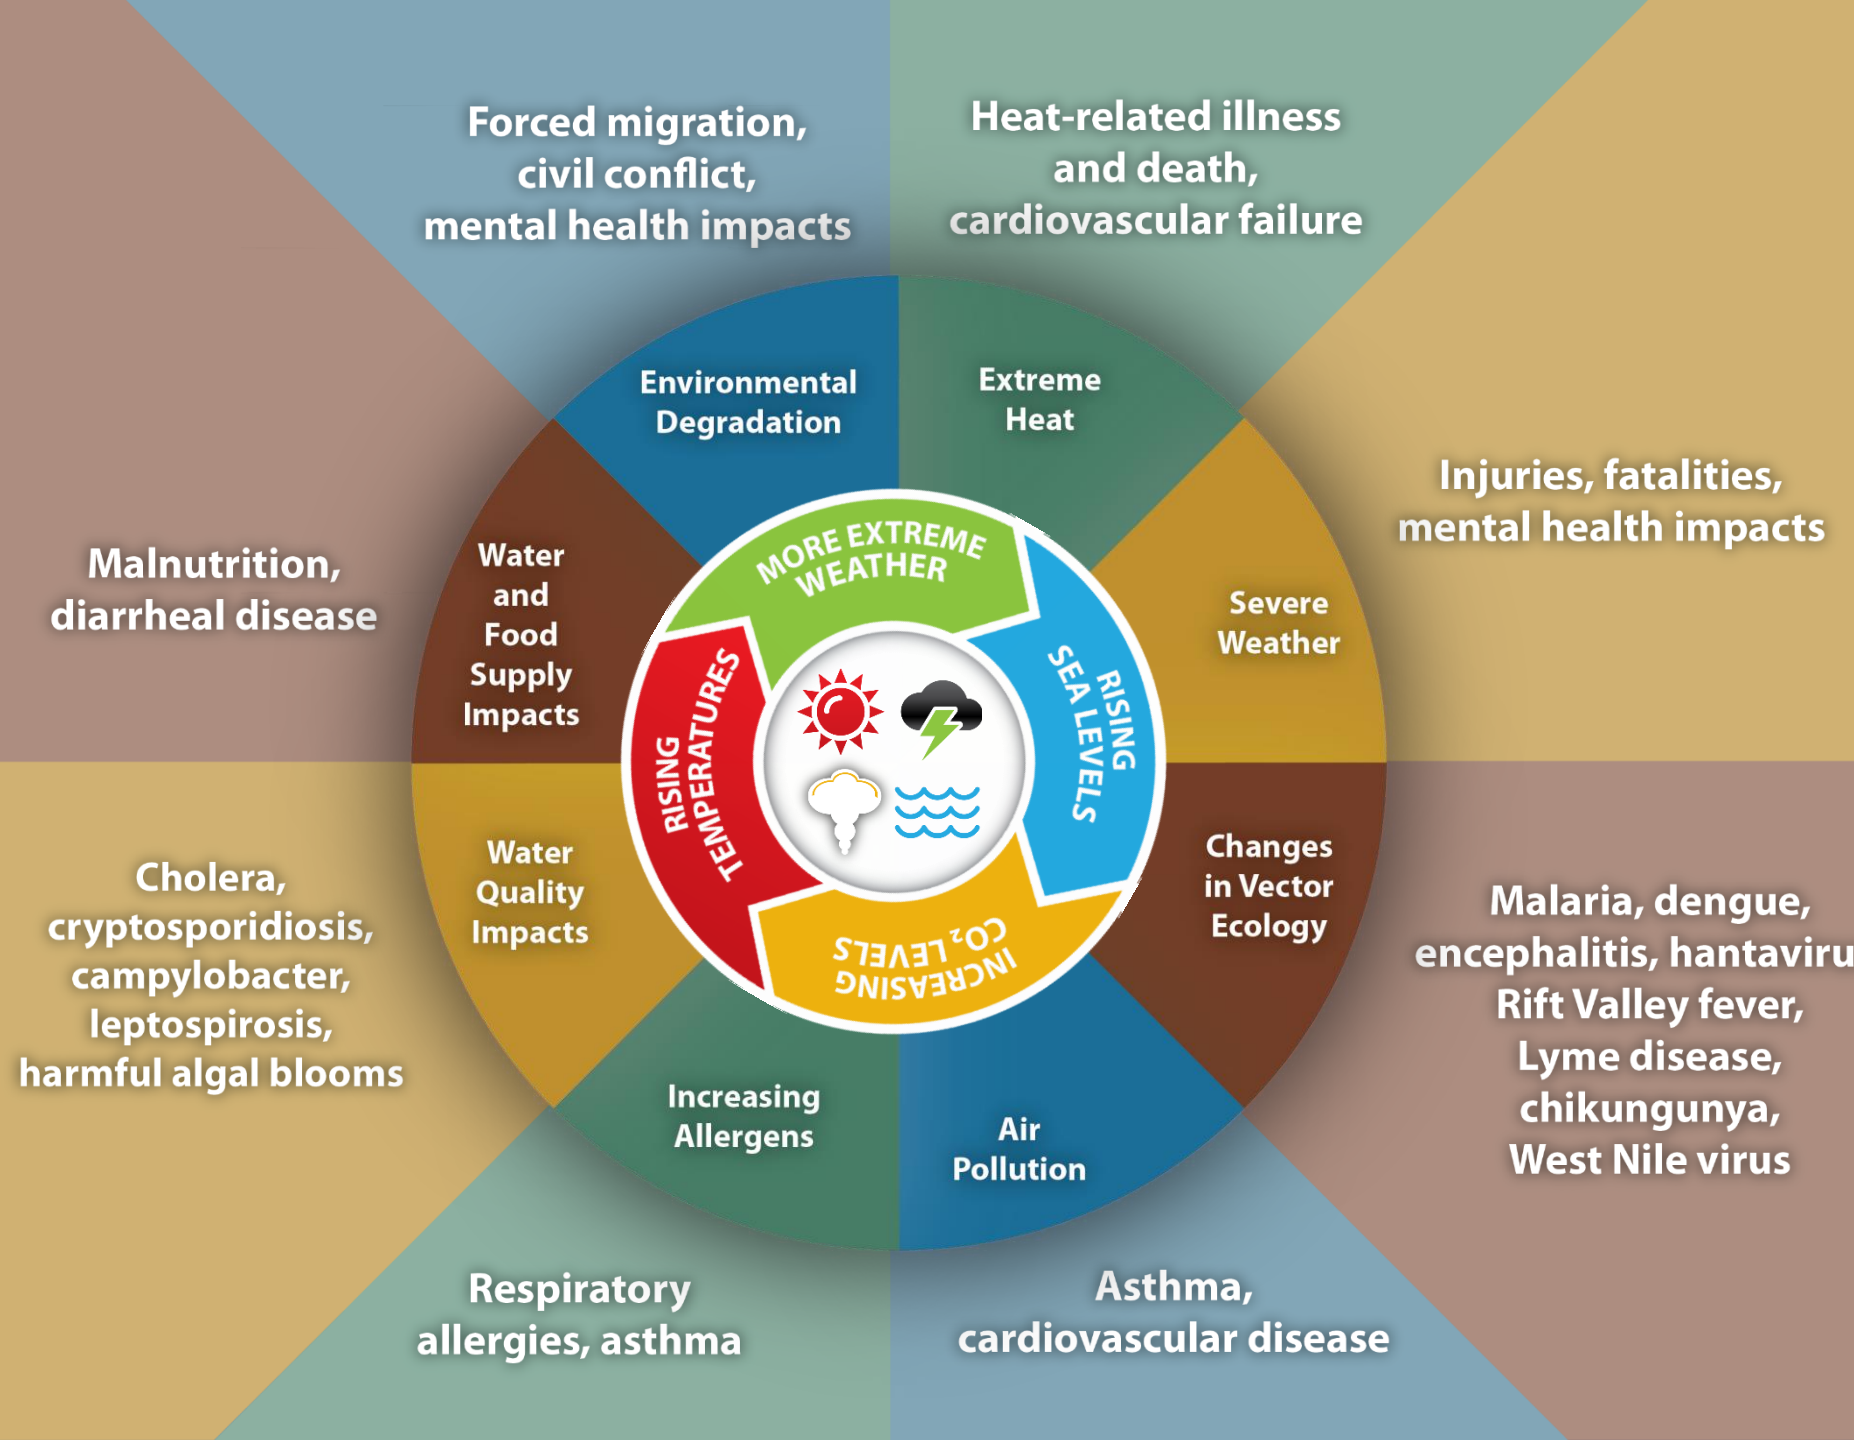 Forced migration,
civil conflict,
mental health impacts
Heat-related illness
and death,
cardiovascular failure
Injuries, fatalities,
mental health impacts
Malaria, dengue,
encephalitis, hantaviru
Rift Valley fever,
Lyme disease,
chikungunya,
West Nile virus
Asthma,
cardiovascular disease
Respiratory
allergies, asthma
Cholera,
cryptosporidiosis,
campylobacter,
leptospirosis,
harmful algal blooms
Malnutrition,
diarrheal disease
Environmental
Degradation
Extreme
Heat
Severe
Weather
Changes
in Vector
Ecology
Air
Pollution
Increasing
Allergens
Water
Quality
Impacts
Water
and
Food
Supply
Impacts
MORE EXTREME
WEATHER
RISING
SEA LEVELS
INCREASING
CO₂ LEVELS
RISING
TEMPERATURES